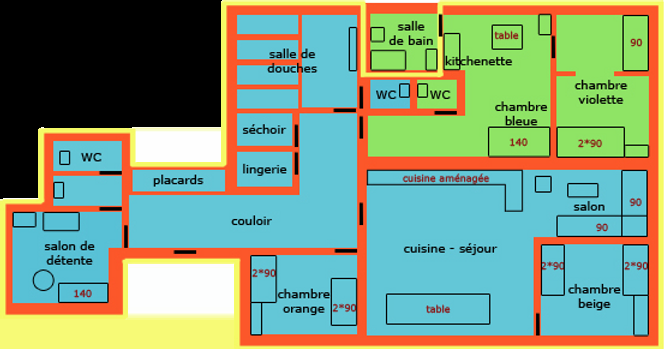 salle
de bain
table
90
salle de
douches
kitchenette
WC
WC
chambre
violette
chambre
bleue
séchoir
140
2*90
WC
lingerie
placards
cuisine aménagée
90
salon
couloir
90
salon de
détente
cuisine - séjour
2*90
2*90
2*90
140
chambre
orange
2*90
chambre
beige
table